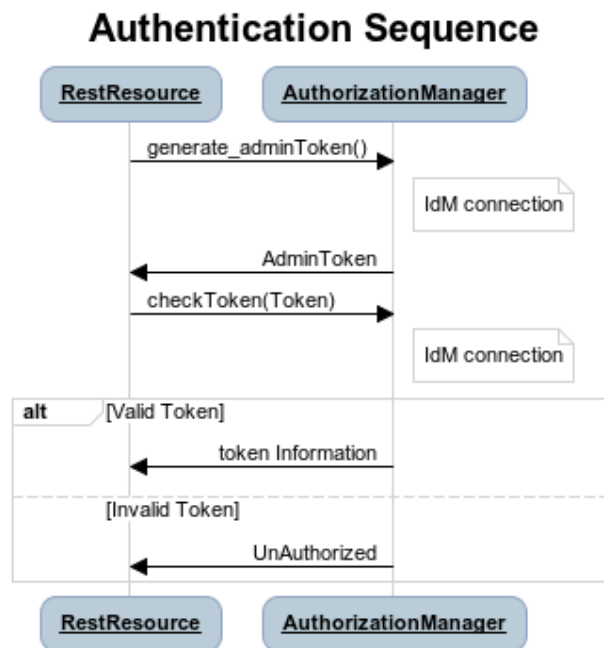 Authentication Sequence
RestResource
AuthorizationManager
generate_adminToken()
IdM connection
AdminToken
checkToken(Token)
IdM connection
alt
[Valid Token]
token Information
[Invalid Token]
UnAuthorized
RestResource
AuthorizationManager